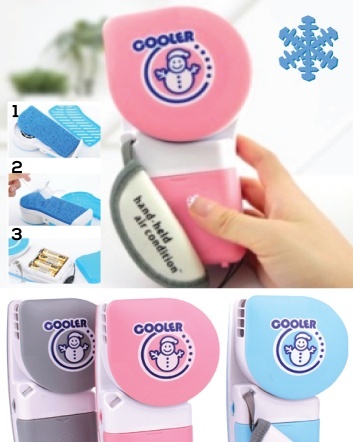 COOLER
1
2
3
hand-held
air condition
COOLER
COOLER
COOLER